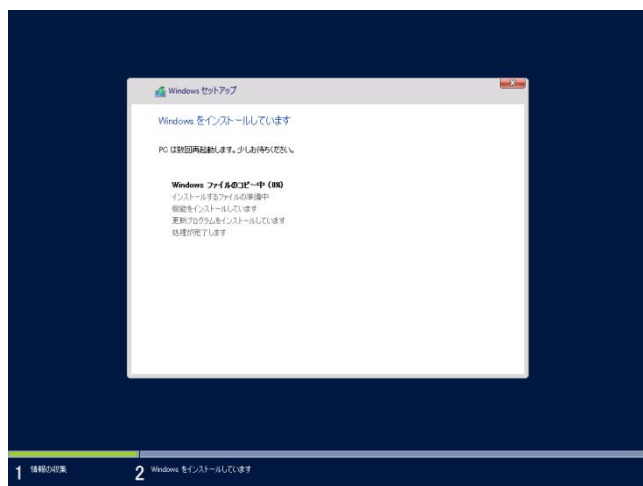 Windows セットアップ
Windows をインストールしています
PC は数回再起動します。少しお待ちください。
Windows ファイルのコピー中 (0%)
インストールするファイルの準備中
機能をインストールしています
更新プログラムをインストールしています
処理が完了します
1 情報の収集
2 Windows をインストールしています